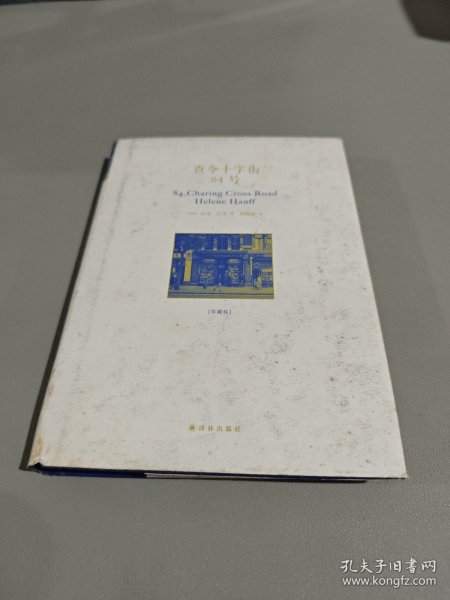 查令十字街
84号
84, Charing Cross Road
Helene Hanff
[珍藏版]
译林出版社
孔夫子旧书网
www.kongfz.com